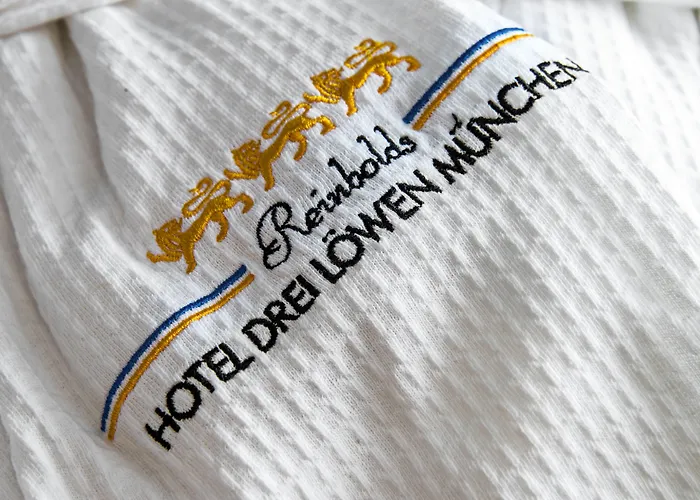 Reinbolds
HOTEL DREI LÖWEN MÜNCHEN